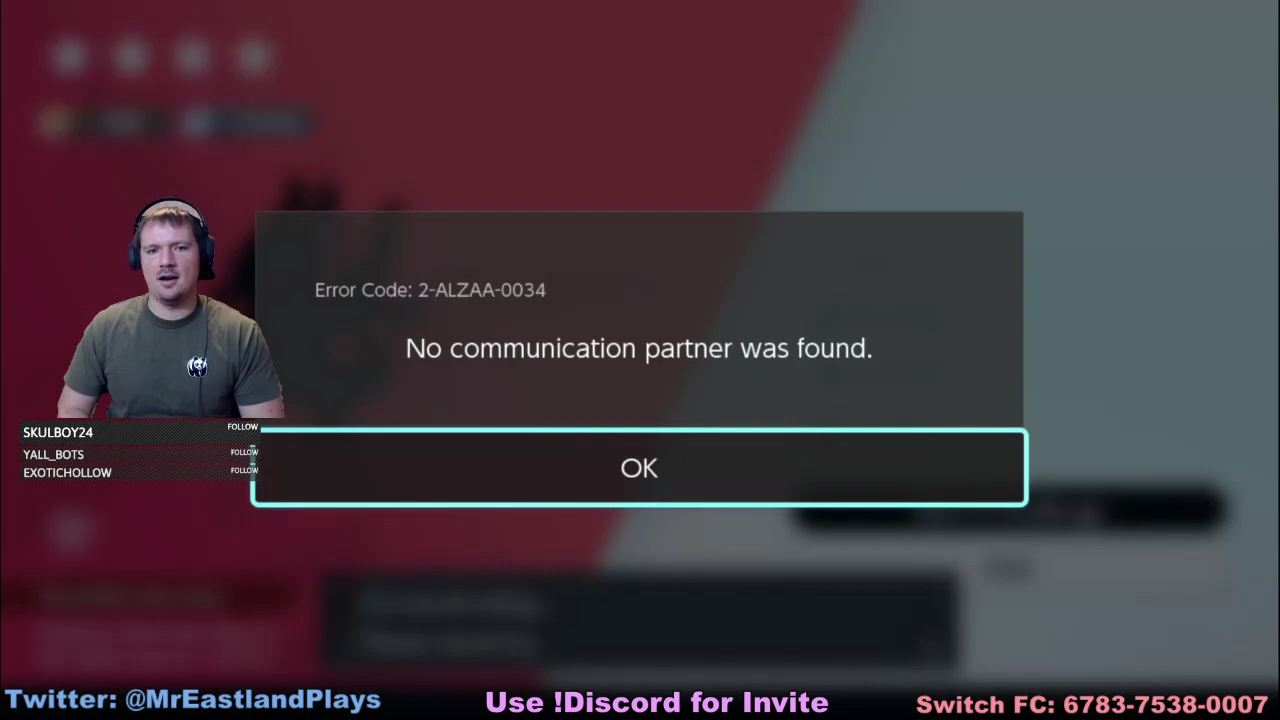 Error Code: 2-ALZAA-0034
No communication partner was found.
SKULBOY24 FOLLOW
YALL_BOTS FOLLOW
EXOTICHOLLOW FOLLOW
OK
Twitter: @MrEastlandPlays Use !Discord for Invite Switch FC: 6783-7538-0007